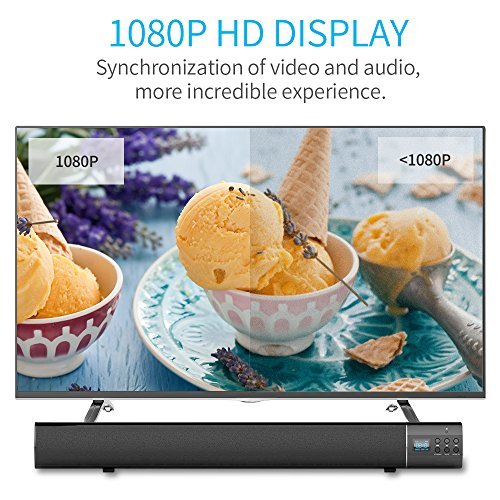 1080P HD DISPLAY
Synchronization of video and audio,
more incredible experience.
1080P
<1080P